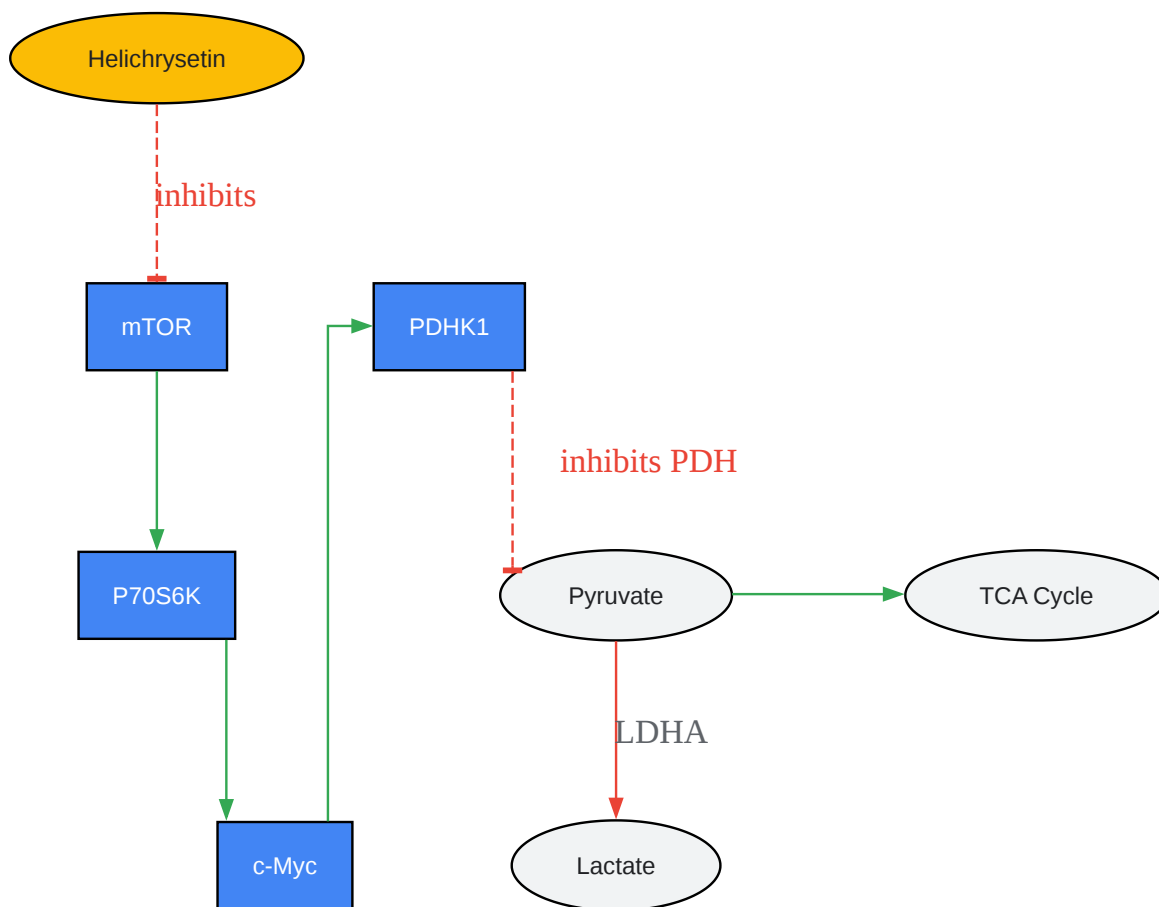 Helichrysetin
inhibits
mTOR
PDHK1
inhibits PDH
P70S6K
Pyruvate
TCA Cycle
LDHA
c-Myc
Lactate